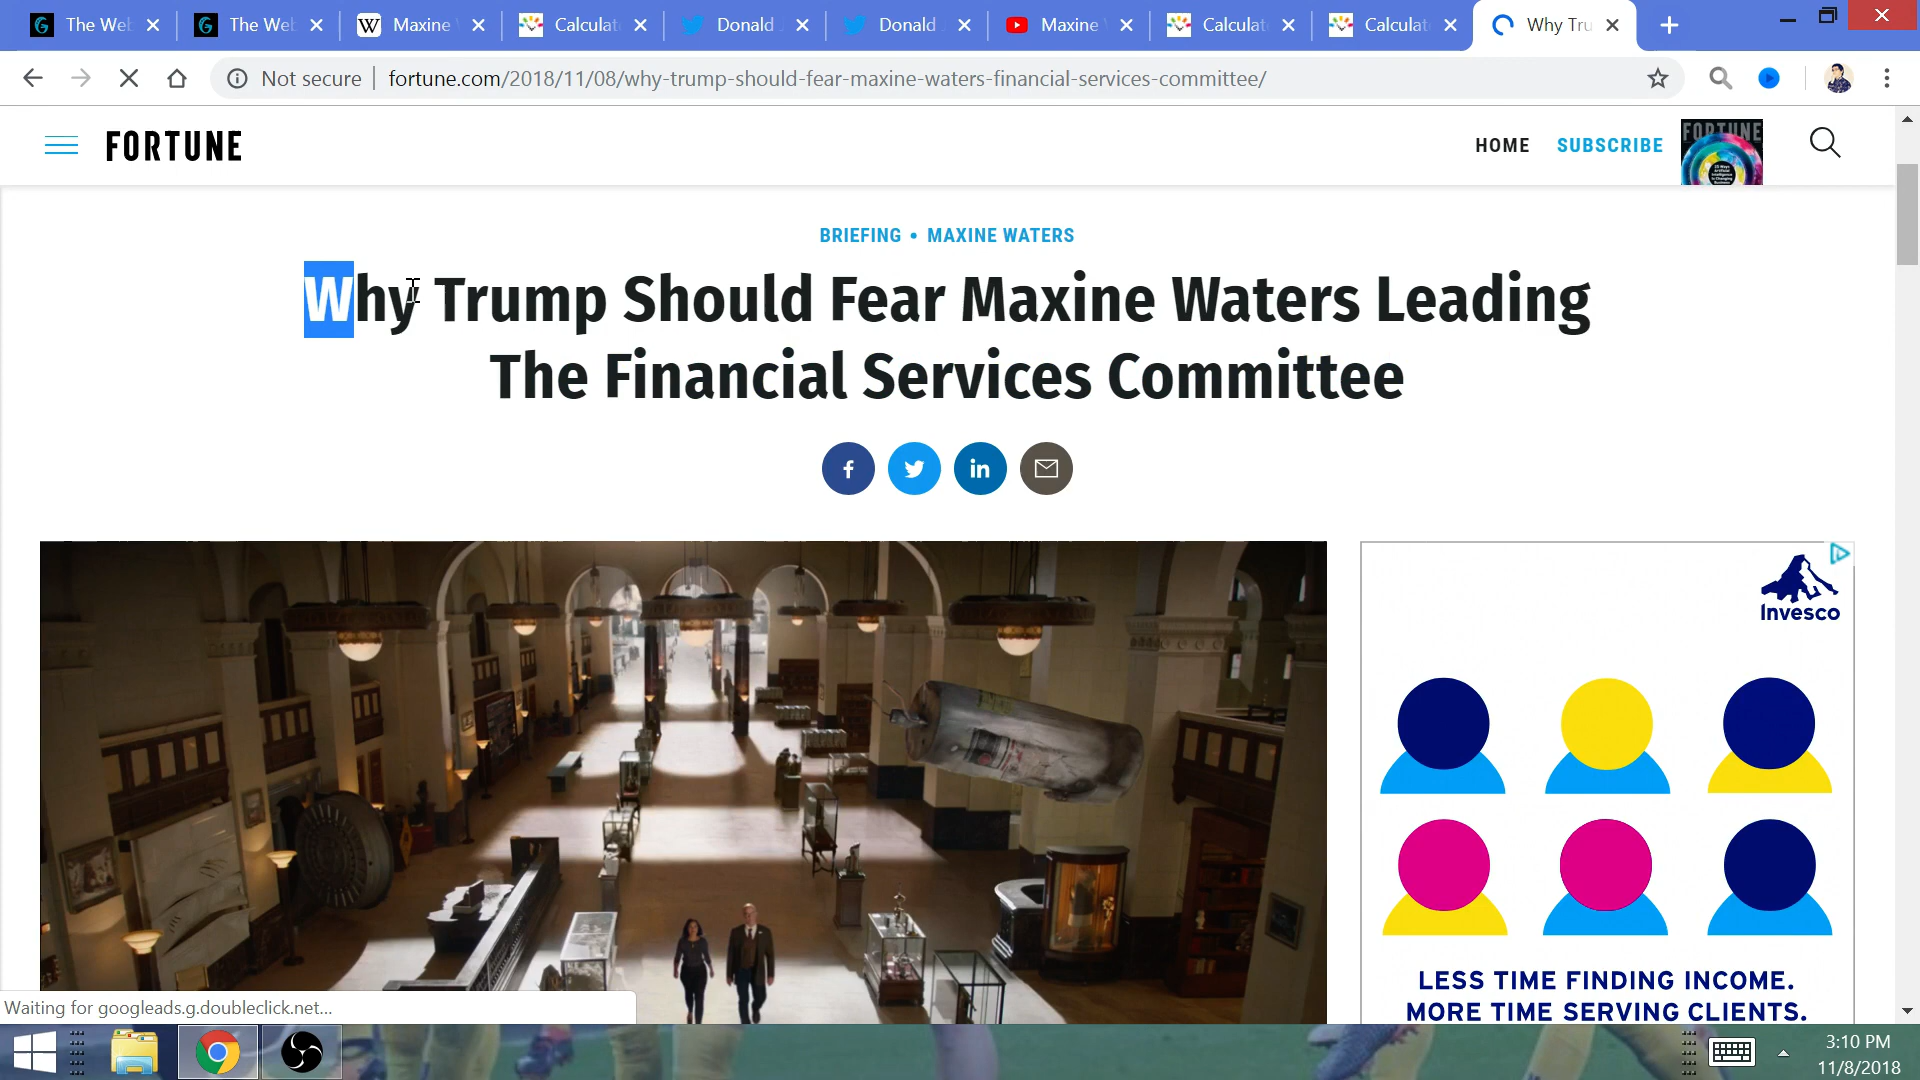 The Web
The Web
Maxine
Calculat
Donald
Donald
Maxine
Calculat
Calculat
Why Tru
Not secure
fortune.com/2018/11/08/why-trump-should-fear-maxine-waters-financial-services-committee/
FORTUNE
HOME
SUBSCRIBE
FORTUNE
BRIEFING • MAXINE WATERS
Why Trump Should Fear Maxine Waters Leading
The Financial Services Committee
Invesco
LESS TIME FINDING INCOME.
MORE TIME SERVING CLIENTS.
Waiting for googleads.g.doubleclick.net...
3:10 PM
11/8/2018